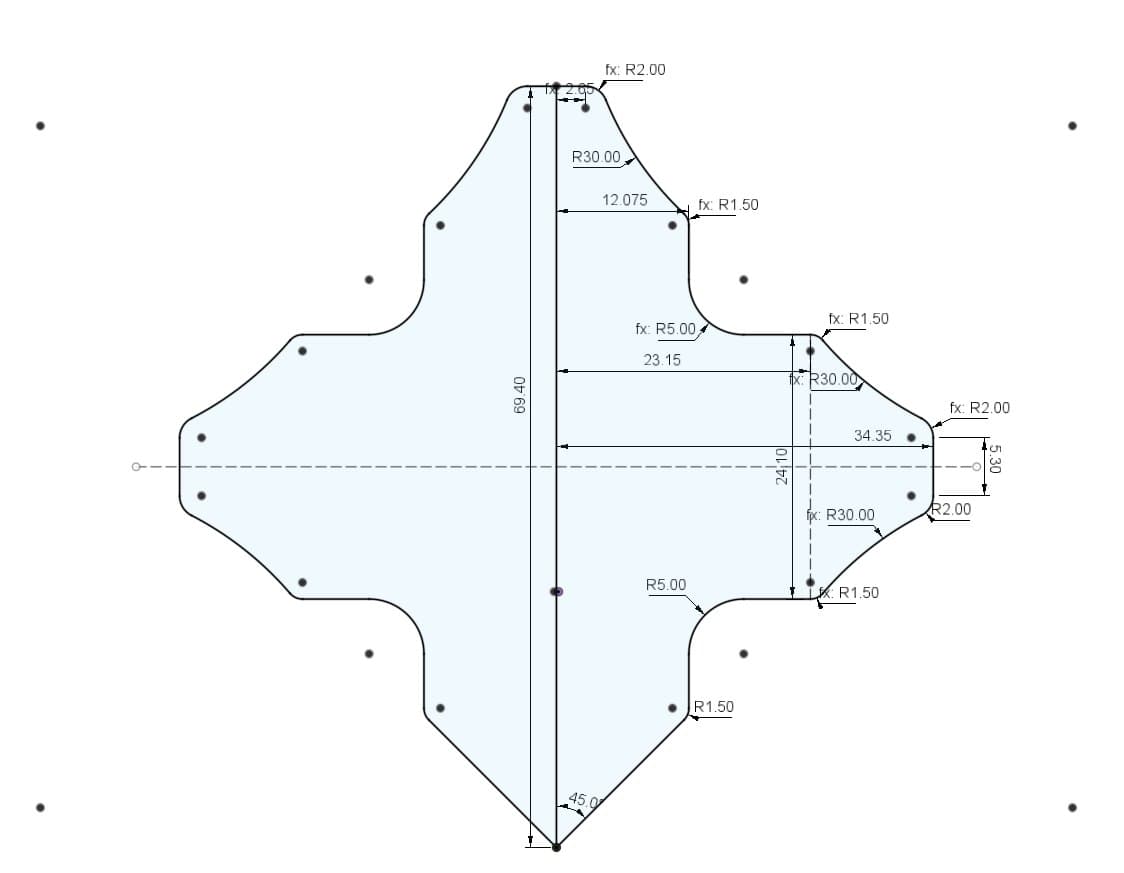 fx: R2.00
fx: 2.65
R30.00
12.075
fx: R1.50
fx: R1.50
fx: R5.00
23.15
fx: R30.00
69.40
fx: R2.00
34.35
5.30
24.10
R2.00
fx: R30.00
R5.00
fx: R1.50
R1.50
45.0°